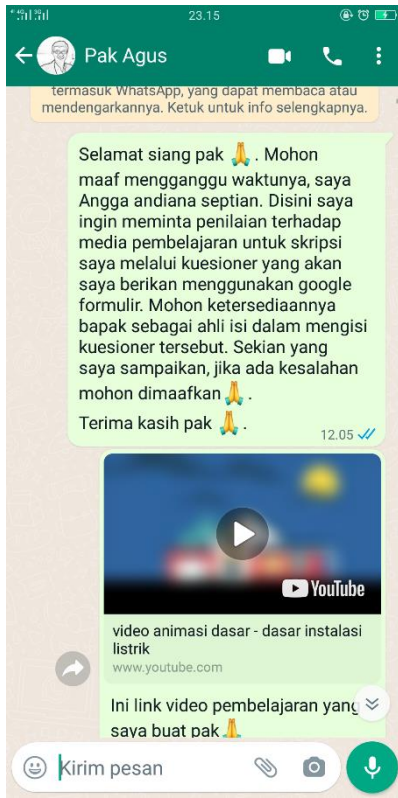 23.15
Pak Agus
termasuk WhatsApp, yang dapat membaca atau
mendengarkannya. Ketuk untuk info selengkapnya.
Selamat siang pak 🙏 . Mohon
maaf mengganggu waktunya, saya
Angga andiana septian. Disini saya
ingin meminta penilaian terhadap
media pembelajaran untuk skripsi
saya melalui kuesioner yang akan
saya berikan menggunakan google
formulir. Mohon ketersediaannya
bapak sebagai ahli isi dalam mengisi
kuesioner tersebut. Sekian yang
saya sampaikan, jika ada kesalahan
mohon dimaafkan 🙏 .
Terima kasih pak 🙏 .
12.05
YouTube
video animasi dasar - dasar instalasi
listrik
www.youtube.com
Ini link video pembelajaran yang
saya buat pak 🙏
Kirim pesan